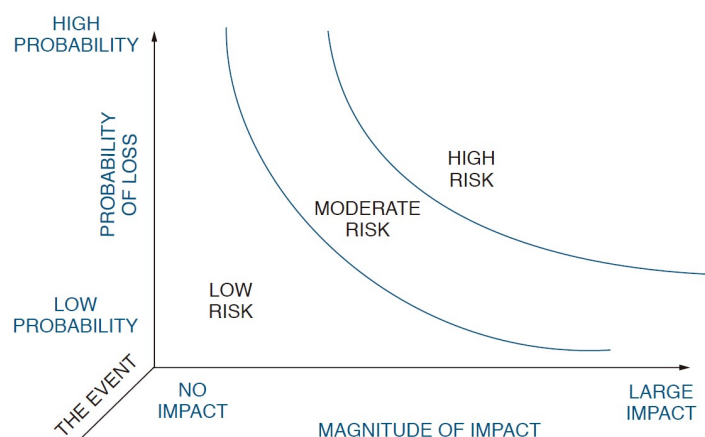 HIGH
PROBABILITY
PROBABILITY
OF LOSS
HIGH
RISK
MODERATE
RISK
LOW
RISK
LOW
PROBABILITY
THE EVENT
NO
IMPACT
LARGE
IMPACT
MAGNITUDE OF IMPACT